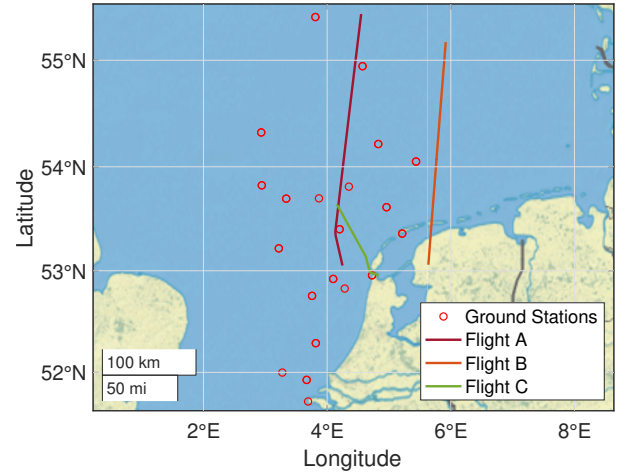 55°N
54°N
53°N
52°N
Latitude
100 km
50 mi
Ground Stations
Flight A
Flight B
Flight C
2°E
4°E
6°E
8°E
Longitude